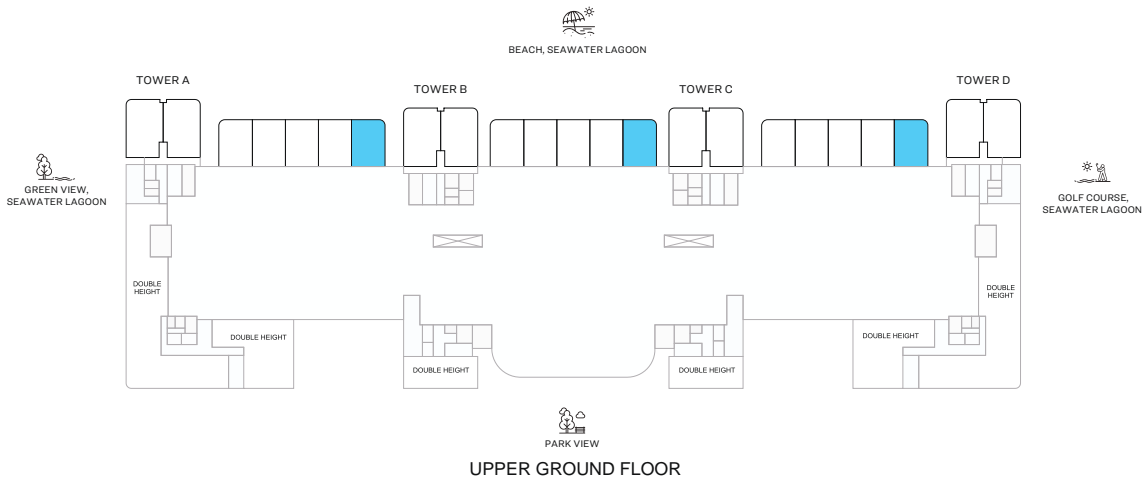 BEACH, SEAWATER LAGOON
TOWER A
TOWER B
TOWER C
TOWER D
GREEN VIEW,
SEAWATER LAGOON
GOLF COURSE,
SEAWATER LAGOON
DOUBLE
HEIGHT
DOUBLE
HEIGHT
DOUBLE HEIGHT
DOUBLE HEIGHT
DOUBLE HEIGHT
DOUBLE HEIGHT
PARK VIEW
UPPER GROUND FLOOR